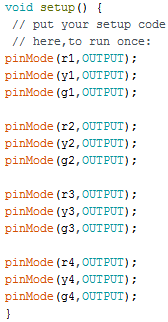 void setup() {
// put your setup code
// here,to run once:
pinMode(r1,OUTPUT);
pinMode(y1,OUTPUT);
pinMode(g1,OUTPUT);
pinMode(r2,OUTPUT);
pinMode(y2,OUTPUT);
pinMode(g2,OUTPUT);
pinMode(r3,OUTPUT);
pinMode(y3,OUTPUT);
pinMode(g3,OUTPUT);
pinMode(r4,OUTPUT);
pinMode(y4,OUTPUT);
pinMode(g4,OUTPUT);
}